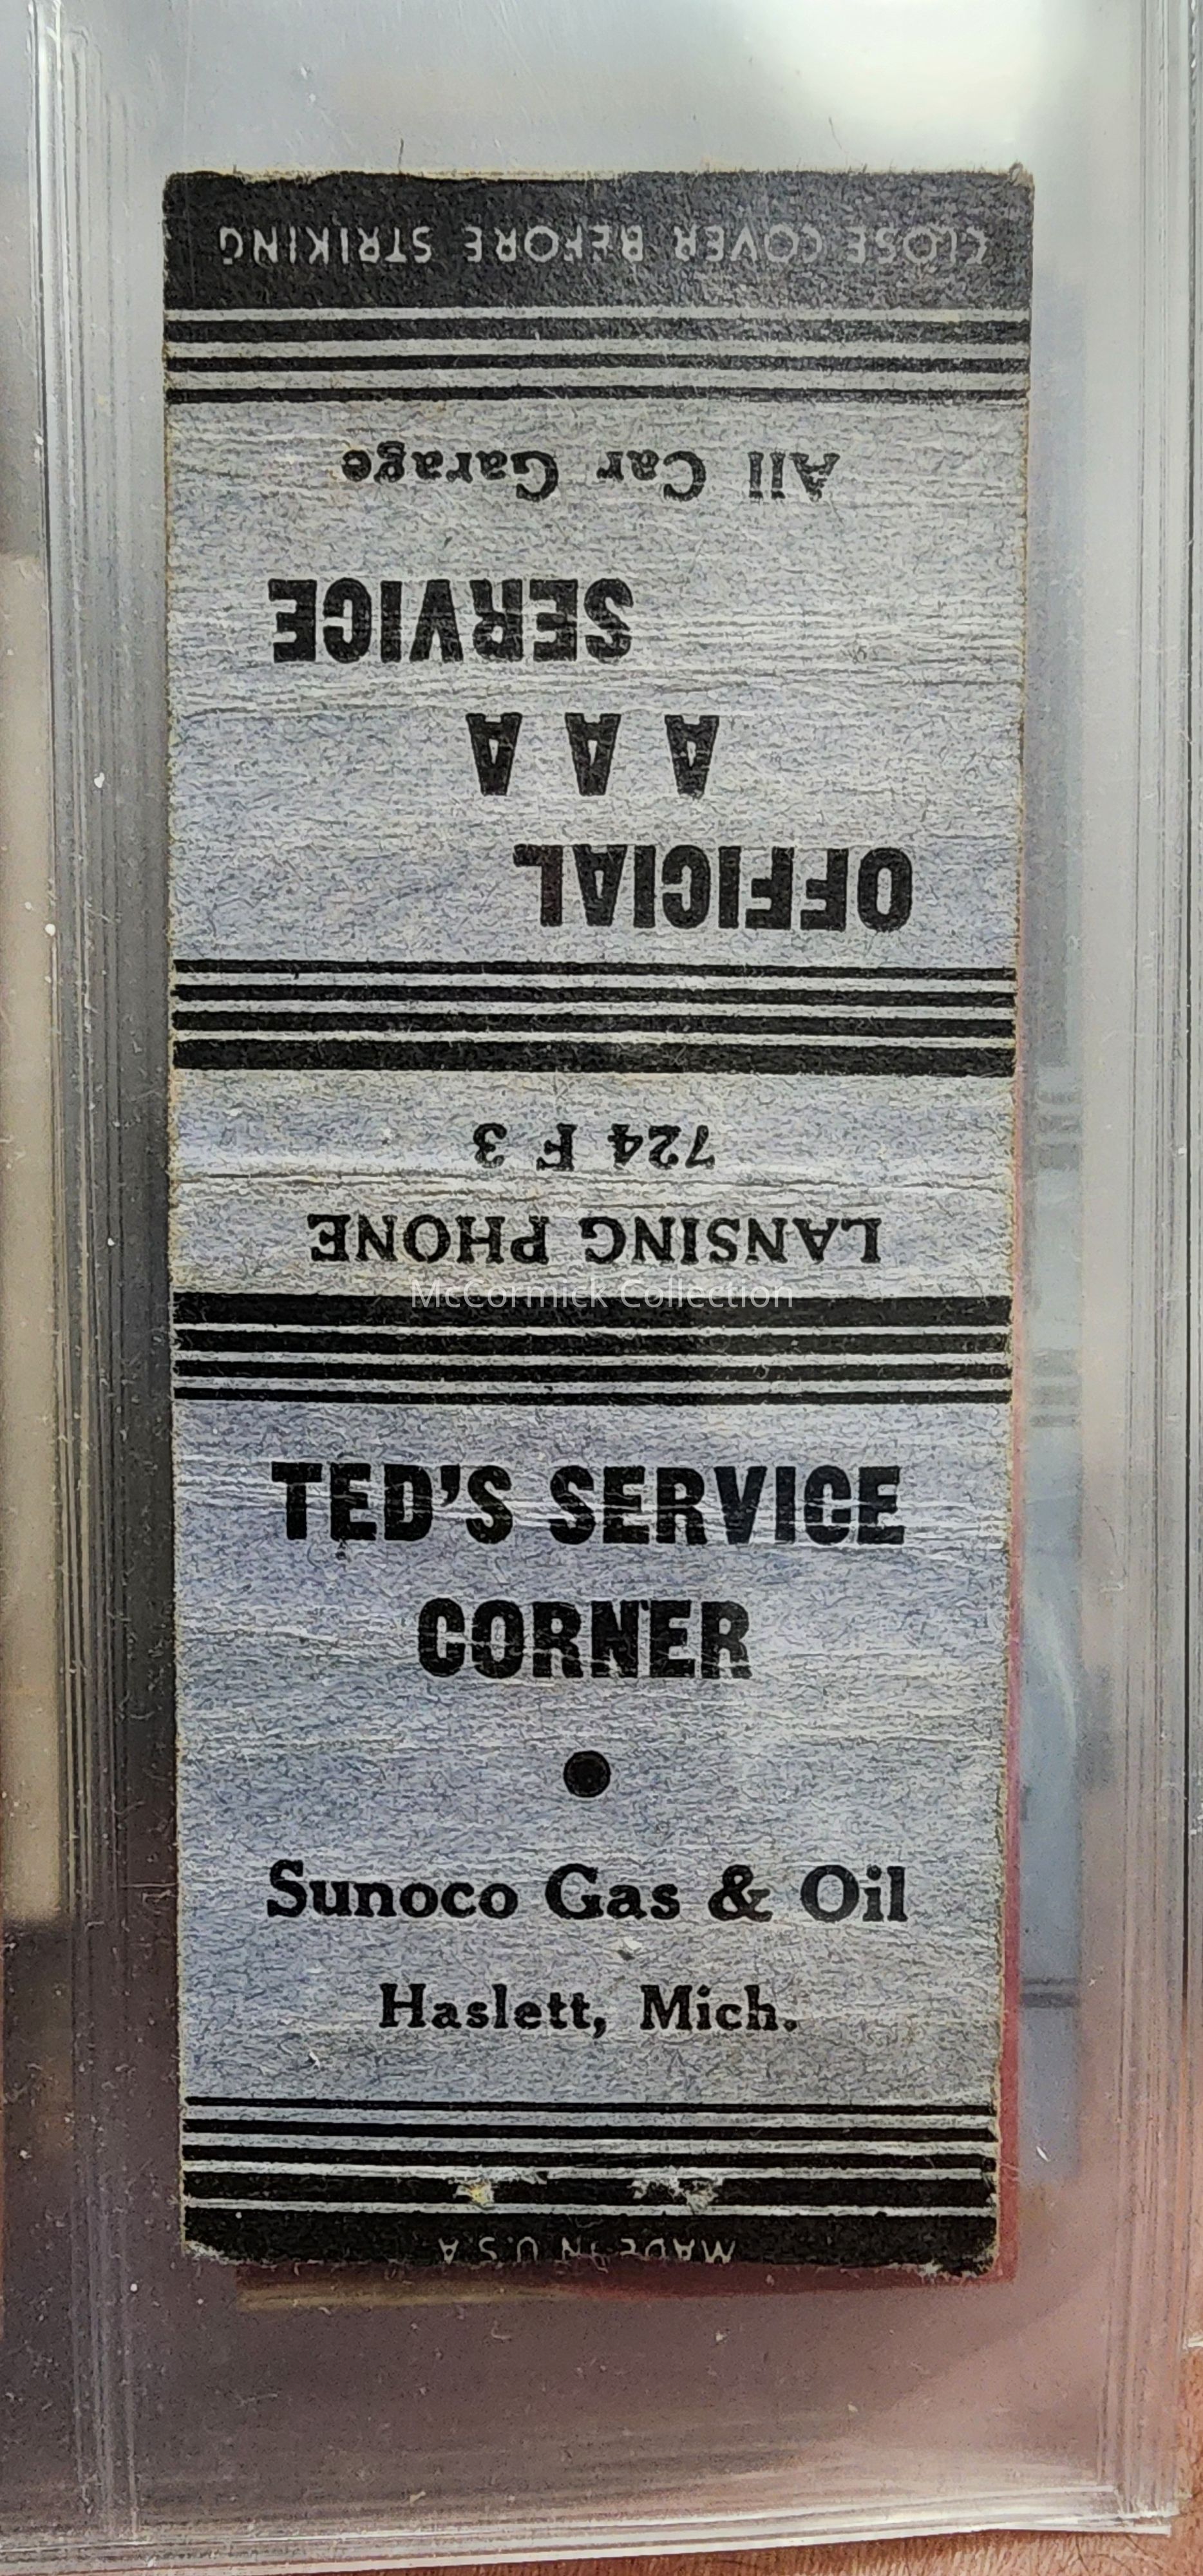 CLOSE COVER BEFORE STRIKING
OFFICIAL
A A A
SERVICE
All Car Garage
LANSING PHONE
724 F 3
McCormick Collection
TED'S SERVICE
CORNER
Sunoco Gas & Oil
Haslett, Mich.
MADE IN U.S.A